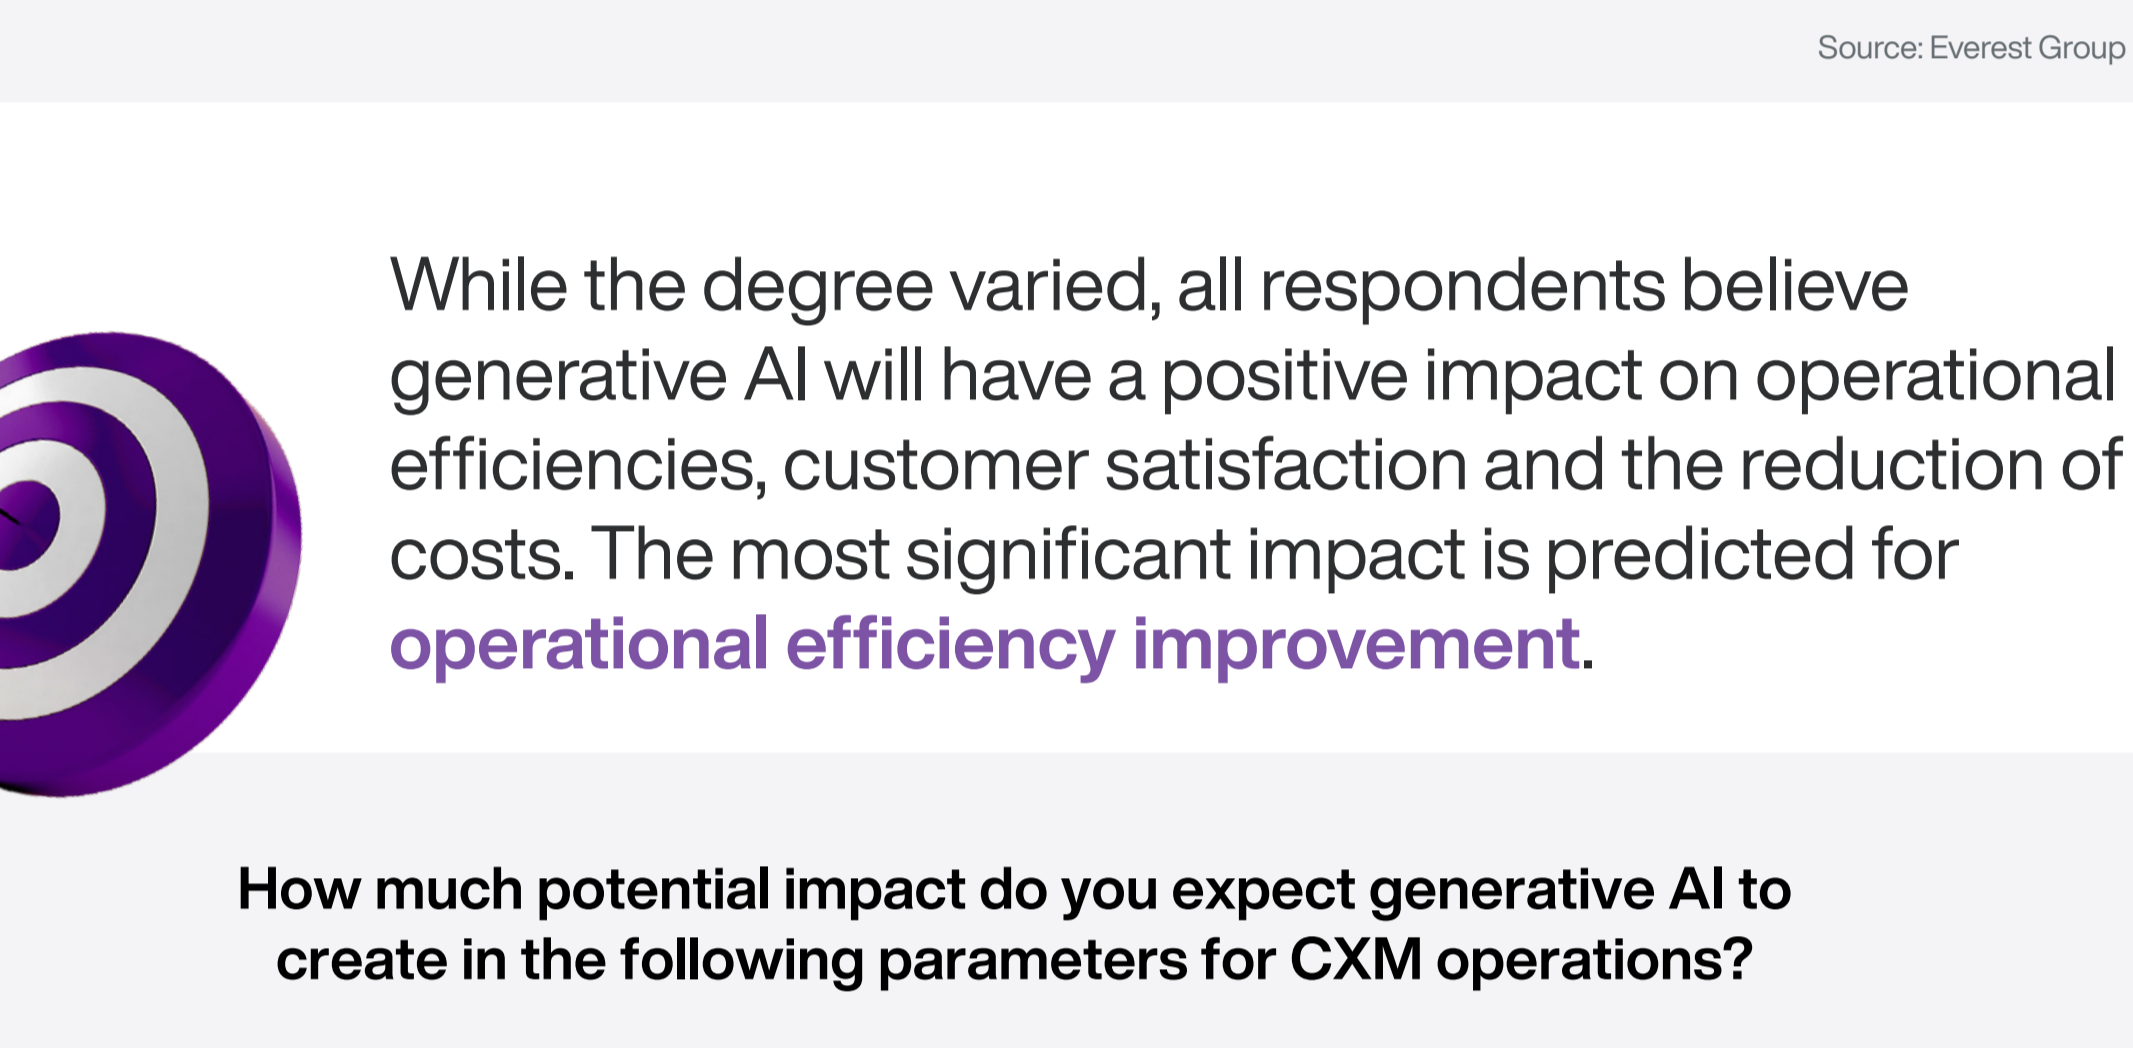 Source: Everest Group
While the degree varied, all respondents believe
generative AI will have a positive impact on operational
efficiencies, customer satisfaction and the reduction of
costs. The most significant impact is predicted for
operational efficiency improvement.
How much potential impact do you expect generative AI to
create in the following parameters for CXM operations?